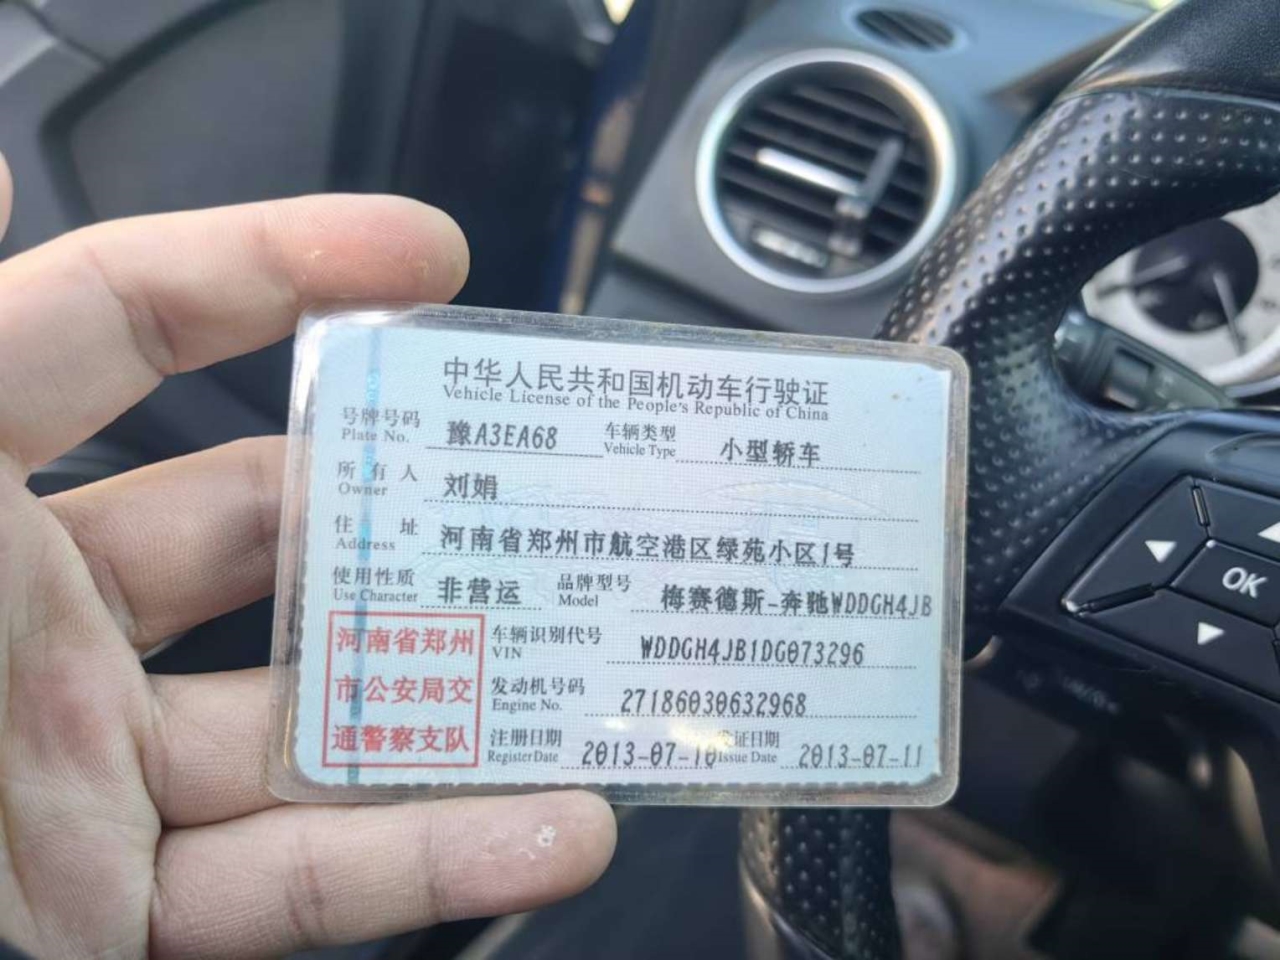 中华人民共和国机动车行驶证
Vehicle License of the People's Republic of China
号牌号码 豫A3EA68 车辆类型 小型轿车
Plate No. Vehicle Type
所有人 刘娟
Owner
住址 河南省郑州市航空港区绿苑小区1号
Address
使用性质 非营运 品牌型号 梅赛德斯-奔驰WDDGH4JB
Use Character Model
河南省郑州
市公安局交
通警察支队
车辆识别代号 WDDGH4JB1DG073296
VIN
发动机号码 27186030632968
Engine No.
注册日期 2013-07-10 发证日期 2013-07-11
Register Date Issue Date
OK